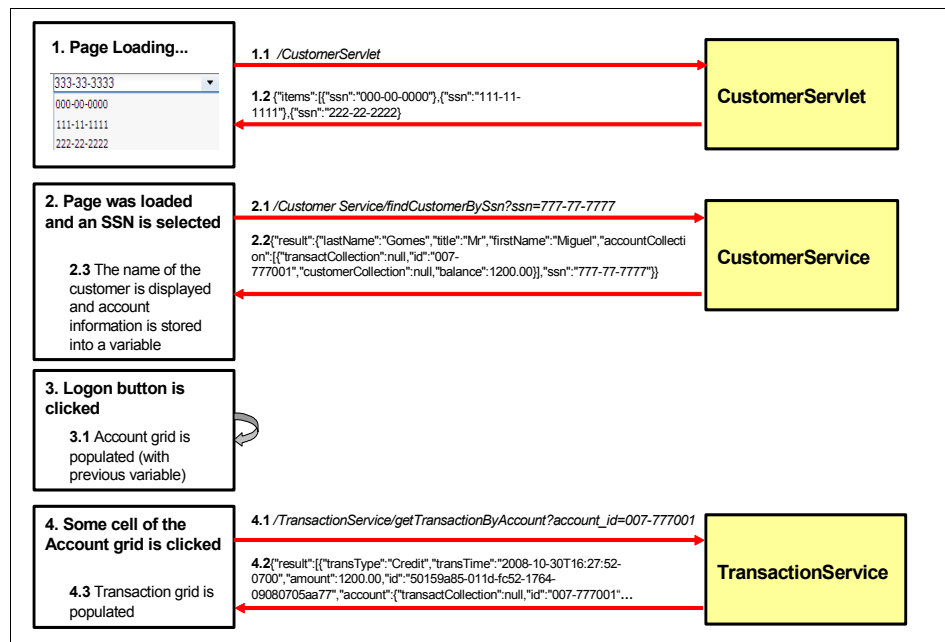 1. Page Loading...
333-33-3333
000-00-0000
111-11-1111
222-22-2222
1.1 /CustomerServlet
1.2 {"items":[{"ssn":"000-00-0000"},{"ssn":"111-11-
1111"},{"ssn":"222-22-2222}
CustomerServlet
2. Page was loaded
and an SSN is selected
2.3 The name of the
customer is displayed
and account
information is stored
into a variable
2.1 /Customer Service/findCustomerBySsn?ssn=777-77-7777
2.2{"result":{"lastName":"Gomes","title":"Mr","firstName":"Miguel","accountCollecti
on":[{"transactCollection":null,"id":"007-
777001","customerCollection":null,"balance":1200.00}],"ssn":"777-77-7777"}}
CustomerService
3. Logon button is
clicked
3.1 Account grid is
populated (with
previous variable)
4. Some cell of the
Account grid is clicked
4.3 Transaction grid is
populated
4.1 /TransactionService/getTransactionByAccount?account_id=007-777001
4.2{"result":[{"transType":"Credit","transTime":"2008-10-30T16:27:52-
0700","amount":1200.00,"id":"50159a85-011d-fc52-1764-
09080705aa77","account":{"transactCollection":null,"id":"007-777001"...
TransactionService